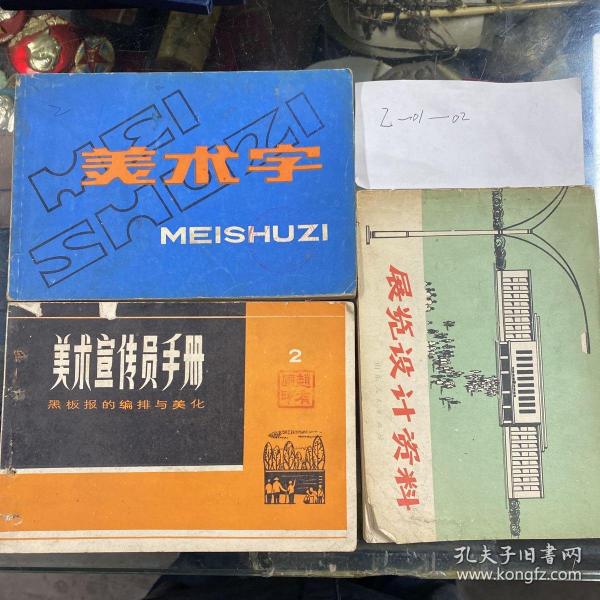 MEI
SHUZI
美术字
MEISHUZI
Z-01-02
美术宣传员手册
黑板报的编排与美化
2
展览设计资料
孔夫子旧书网
www.kongfz.com